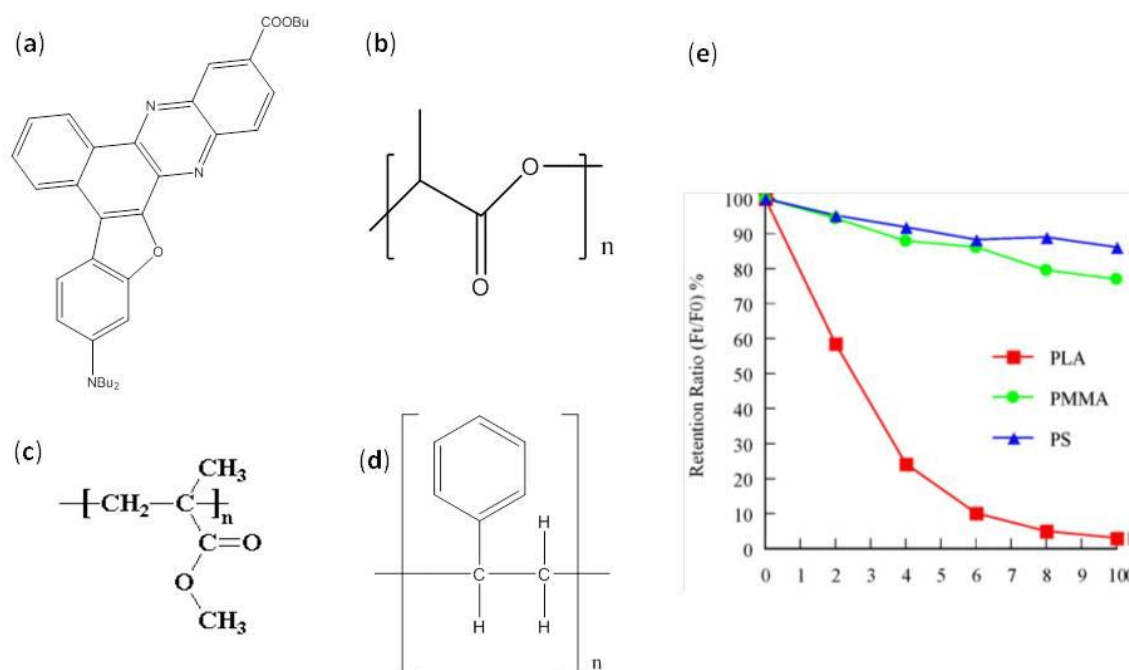 (a)
COOBu
N
N
O
NBu₂
(b)
O
O
n
(c)
CH₃
CH₂
C
n
C
O
O
CH₃
(d)
H
C
C
H
H
n
(e)
Retention Ratio (Ft/F0) %
100
90
80
70
60
50
40
30
20
10
0
PLA
PMMA
PS
0 1 2 3 4 5 6 7 8 9 10